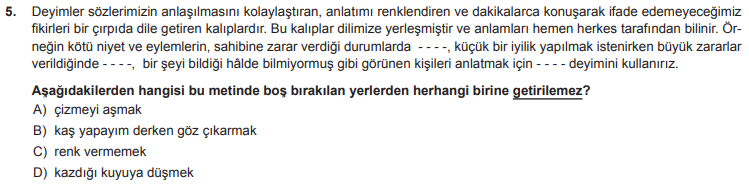 5. Deyimler sözlerimizin anlaşılmasını kolaylaştıran, anlatımı renklendiren ve dakikalarca konuşarak ifade edemeyeceğimiz
fikirleri bir çırpıda dile getiren kalıplardır. Bu kalıplar dilimize yerleşmiştir ve anlamları hemen herkes tarafından bilinir. Ör-
neğin kötü niyet ve eylemlerin, sahibine zarar verdiği durumlarda - - - -, küçük bir iyilik yapılmak istenirken büyük zararlar
verildiğinde - - - -, bir şeyi bildiği hâlde bilmiyormuş gibi görünen kişileri anlatmak için - - - - deyimini kullanırız.
Aşağıdakilerden hangisi bu metinde boş bırakılan yerlerden herhangi birine getirilemez?
A) çizmeyi aşmak
B) kaş yapayım derken göz çıkarmak
C) renk vermemek
D) kazdığı kuyuya düşmek